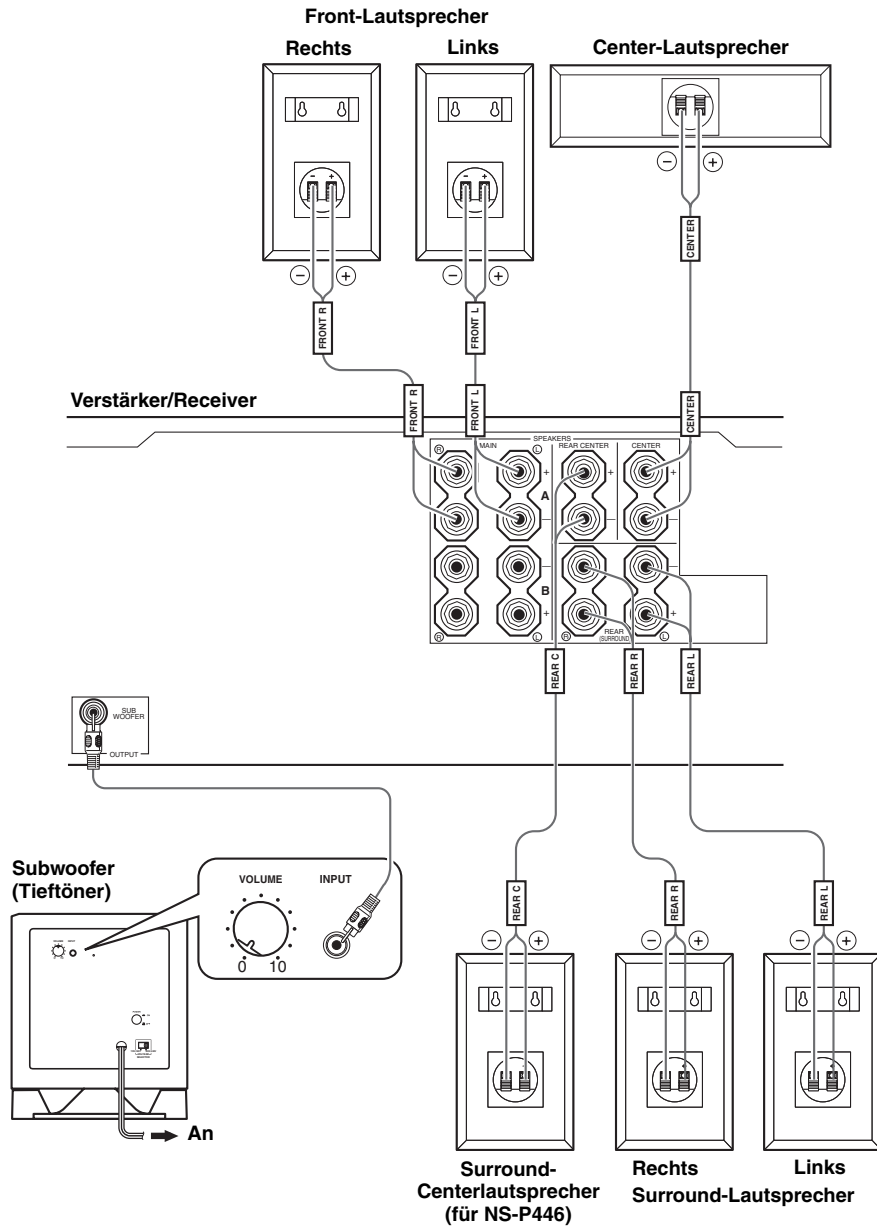 Front-Lautsprecher
Rechts
Links
Center-Lautsprecher
− +
− +
− +
− +
− +
CENTER
FRONT R
FRONT L
Verstärker/Receiver
FRONT R
FRONT L
CENTER
SPEAKERS
R MAIN L
REAR CENTER
CENTER
+ + +
A
− − −
− −
B
+ +
R L
R REAR (SURROUND) L
REAR C
REAR R
REAR L
SUB
WOOFER
OUTPUT
Subwoofer
(Tieftöner)
VOLUME
INPUT
0 10
REAR C
REAR R
REAR L
− +
− +
− +
An
Surround-
Centerlautsprecher
(für NS-P446)
Rechts
Links
Surround-Lautsprecher